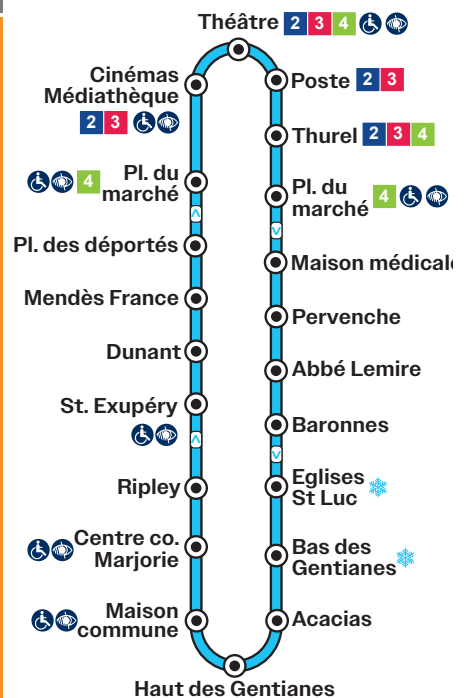 Théâtre 2 3 4
Cinémas
Médiathèque
2 3
Poste 2 3
Thurel 2 3 4
4 Pl. du
marché
Pl. du
marché 4
Pl. des déportés
Maison médicale
Mendès France
Pervenche
Dunant
Abbé Lemire
St. Exupéry
Baronnes
Ripley
Eglises
St Luc
Centre co.
Marjorie
Bas des
Gentianes
Maison
commune
Acacias
Haut des Gentianes